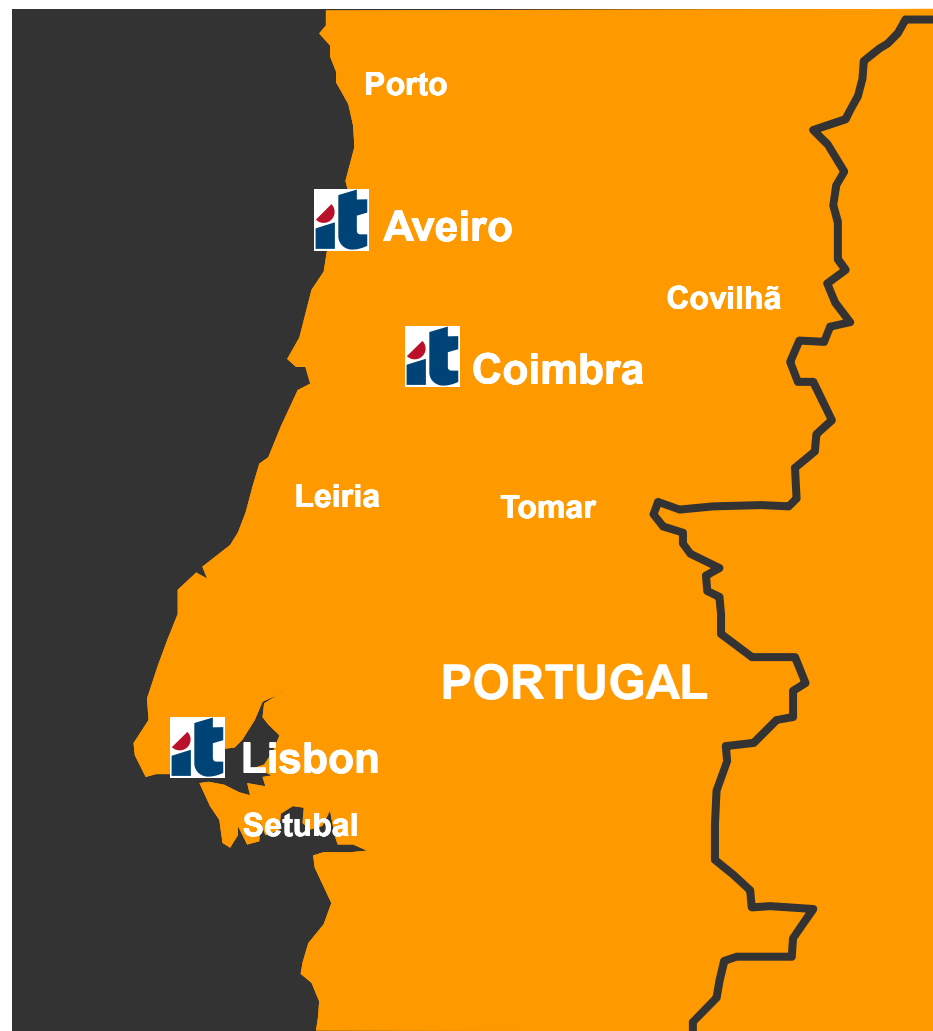 Porto
it Aveiro
Covilhã
it Coimbra
Leiria
Tomar
PORTUGAL
it Lisbon
Setubal